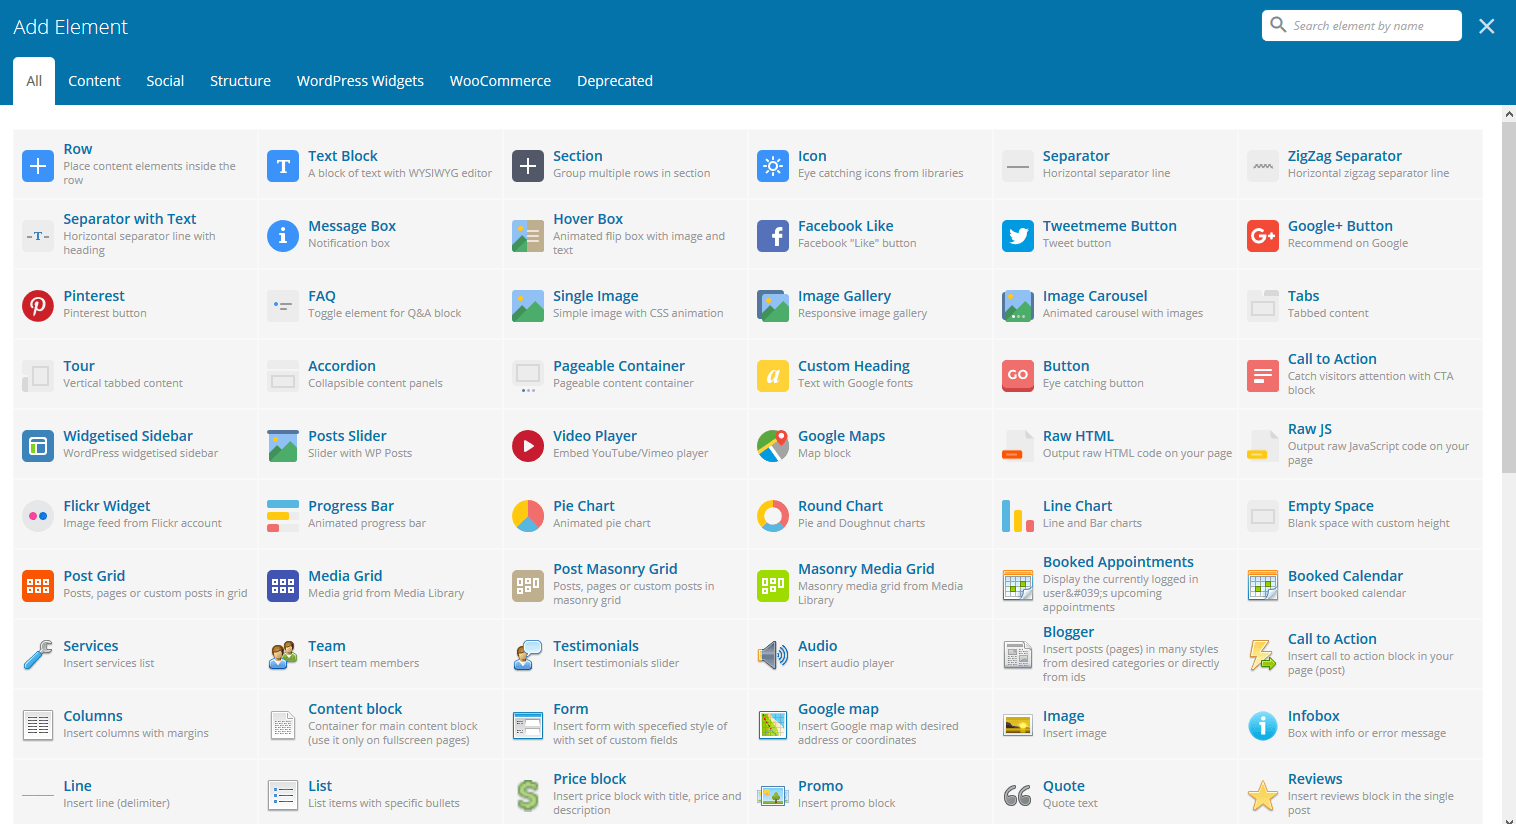 Add Element
Search element by name
All Content Social Structure WordPress Widgets WooCommerce Deprecated
Row
Place content elements inside the
row
Text Block
A block of text with WYSIWYG editor
Section
Group multiple rows in section
Icon
Eye catching icons from libraries
Separator
Horizontal separator line
ZigZag Separator
Horizontal zigzag separator line
T
Separator with Text
Horizontal separator line with
heading
Message Box
Notification box
Hover Box
Animated flip box with image and
text
Facebook Like
Facebook "Like" button
Tweetmeme Button
Tweet button
G+
Google+ Button
Recommend on Google
Pinterest
Pinterest button
FAQ
Toggle element for Q&A block
Single Image
Simple image with CSS animation
Image Gallery
Responsive image gallery
Image Carousel
Animated carousel with images
Tabs
Tabbed content
Tour
Vertical tabbed content
Accordion
Collapsible content panels
Pageable Container
Pageable content container
a
Custom Heading
Text with Google fonts
GO
Button
Eye catching button
Call to Action
Catch visitors attention with CTA
block
Widgetised Sidebar
WordPress widgetised sidebar
Posts Slider
Slider with WP Posts
Video Player
Embed YouTube/Vimeo player
Google Maps
Map block
Raw HTML
Output raw HTML code on your page
Raw JS
Output raw JavaScript code on your
page
Flickr Widget
Image feed from Flickr account
Progress Bar
Animated progress bar
Pie Chart
Animated pie chart
Round Chart
Pie and Doughnut charts
Line Chart
Line and Bar charts
Empty Space
Blank space with custom height
Post Grid
Posts, pages or custom posts in grid
Media Grid
Media grid from Media Library
Post Masonry Grid
Posts, pages or custom posts in
masonry grid
Masonry Media Grid
Masonry media grid from Media
Library
Booked Appointments
Display the currently logged in
user&#039;s upcoming
appointments
Booked Calendar
Insert booked calendar
Services
Insert services list
Team
Insert team members
Testimonials
Insert testimonials slider
Audio
Insert audio player
Blogger
Insert posts (pages) in many styles
from desired categories or directly
from ids
Call to Action
Insert call to action block in your
page (post)
Columns
Insert columns with margins
Content block
Container for main content block
(use it only on fullscreen pages)
Form
Insert form with specefied style of
with set of custom fields
Google map
Insert Google map with desired
address or coordinates
Image
Insert image
Infobox
Box with info or error message
Line
Insert line (delimiter)
List
List items with specific bullets
Price block
Insert price block with title, price and
description
Promo
Insert promo block
Quote
Quote text
Reviews
Insert reviews block in the single
post